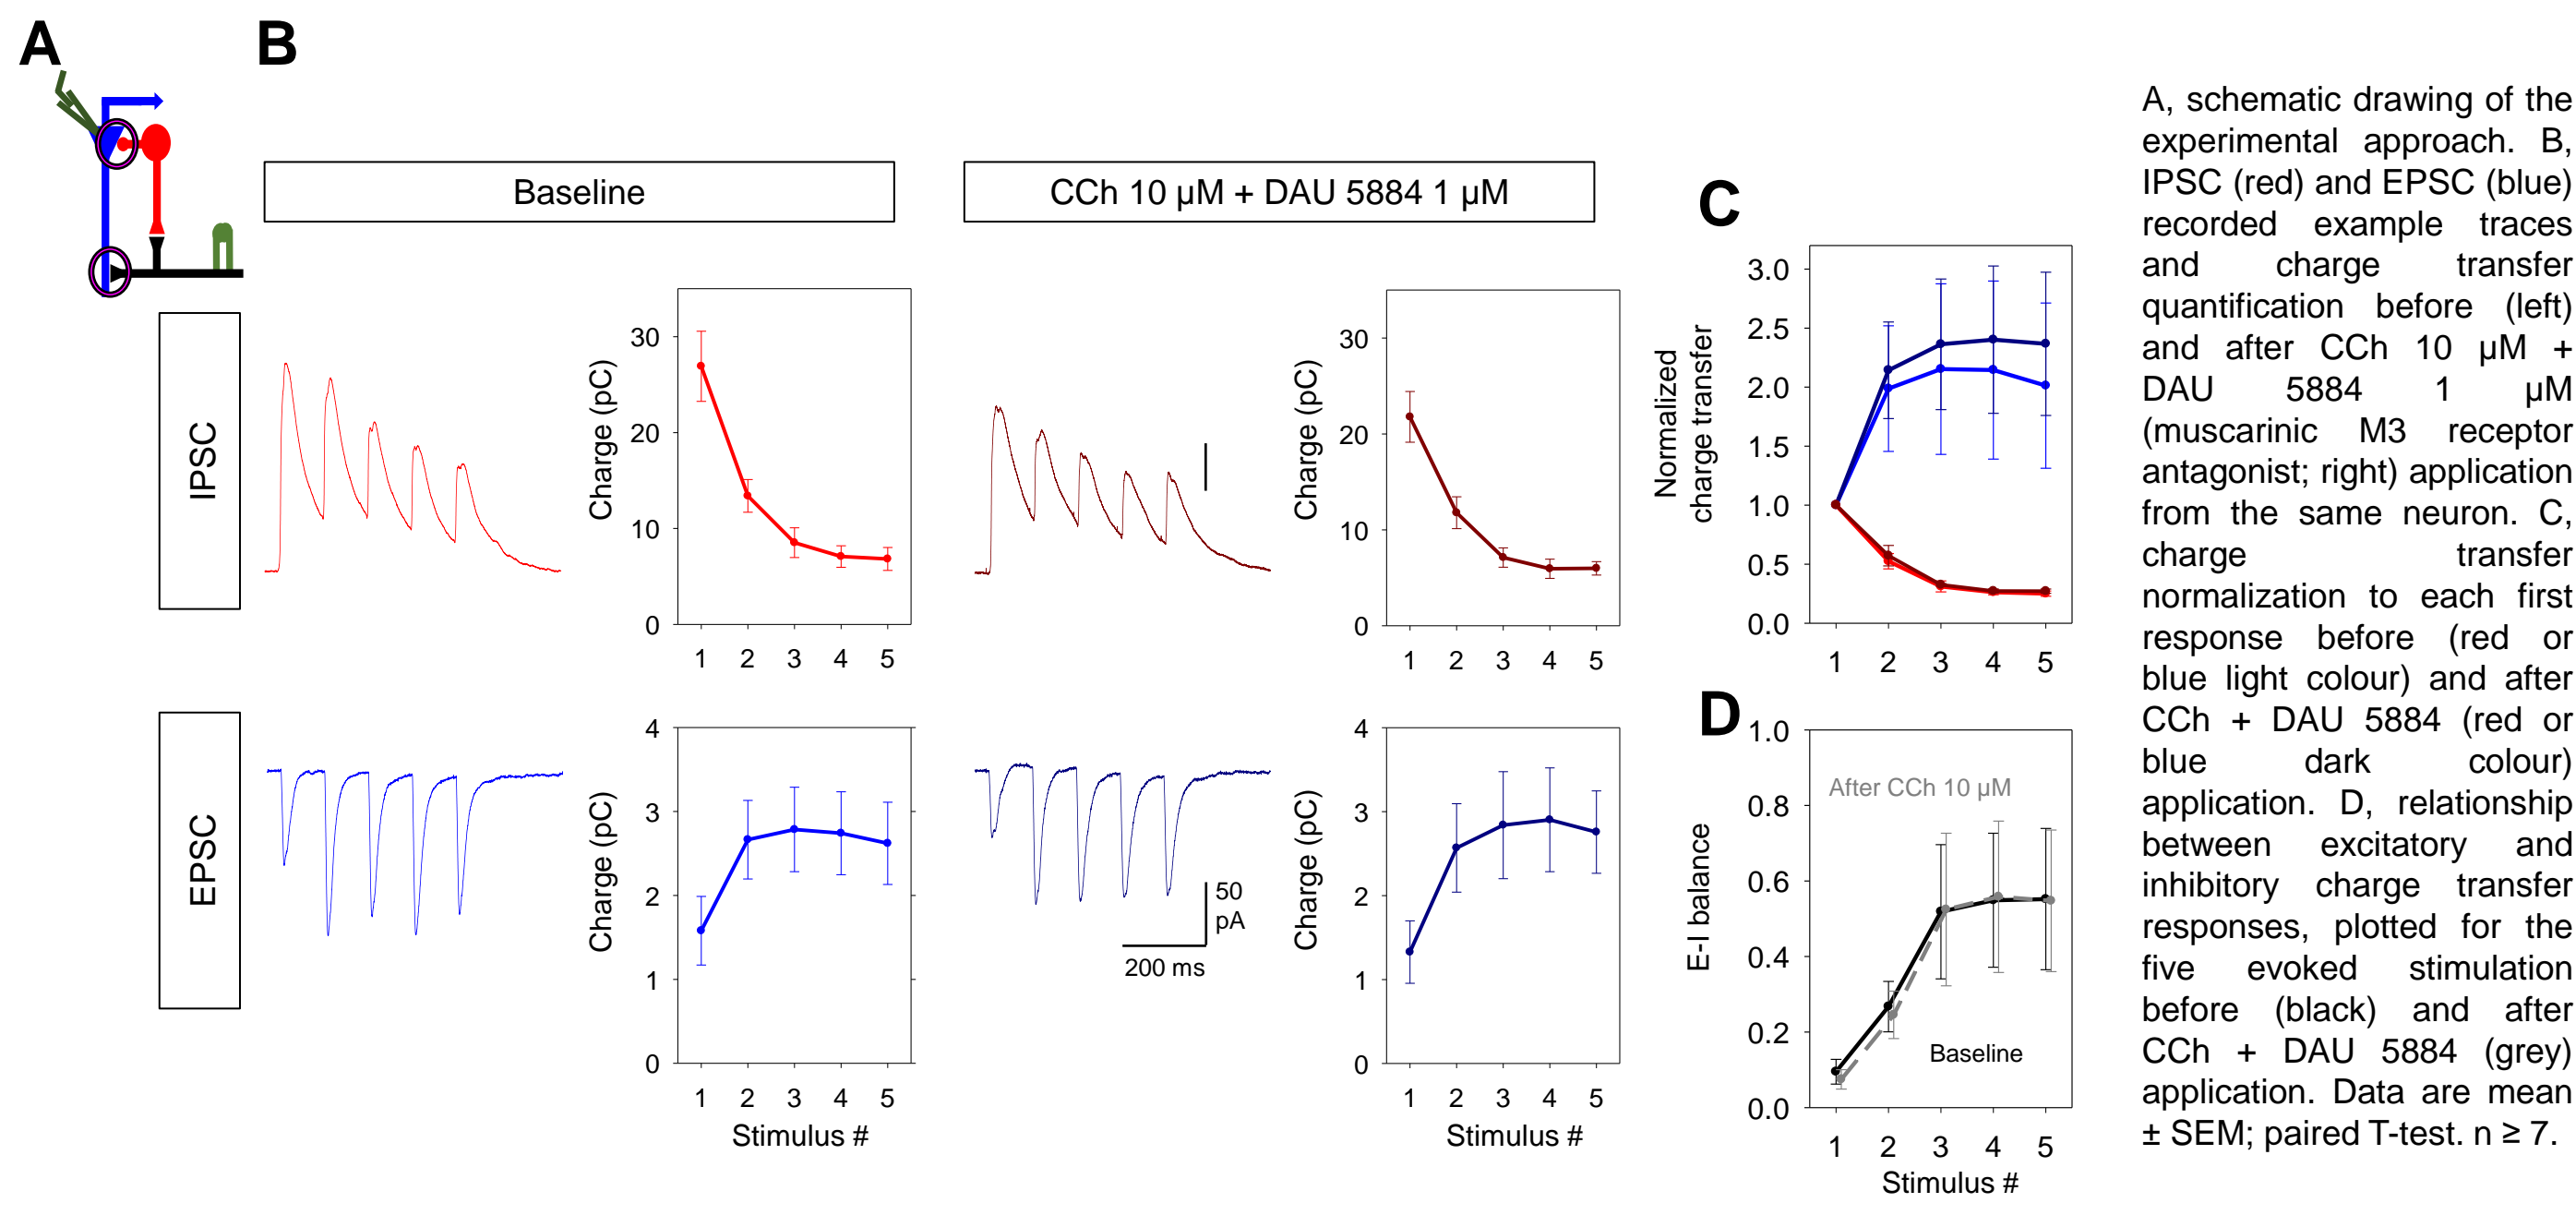 A
B
Baseline
CCh 10 µM + DAU 5884 1 µM
IPSC
Charge (pC)
30
20
10
0
1 2 3 4 5
Charge (pC)
30
20
10
0
1 2 3 4 5
EPSC
Charge (pC)
4
3
2
1
0
1 2 3 4 5
Stimulus #
50
pA
200 ms
Charge (pC)
4
3
2
1
0
1 2 3 4 5
Stimulus #
C
Normalized
charge transfer
3.0
2.5
2.0
1.5
1.0
0.5
0.0
1 2 3 4 5
D
E-I balance
1.0
0.8
0.6
0.4
0.2
0.0
After CCh 10 µM
Baseline
1 2 3 4 5
Stimulus #
A, schematic drawing of the
experimental approach. B,
IPSC (red) and EPSC (blue)
recorded example traces
and charge transfer
quantification before (left)
and after CCh 10 µM +
DAU 5884 1 µM
(muscarinic M3 receptor
antagonist; right) application
from the same neuron. C,
charge transfer
normalization to each first
response before (red or
blue light colour) and after
CCh + DAU 5884 (red or
blue dark colour)
application. D, relationship
between excitatory and
inhibitory charge transfer
responses, plotted for the
five evoked stimulation
before (black) and after
CCh + DAU 5884 (grey)
application. Data are mean
± SEM; paired T-test. n ≥ 7.